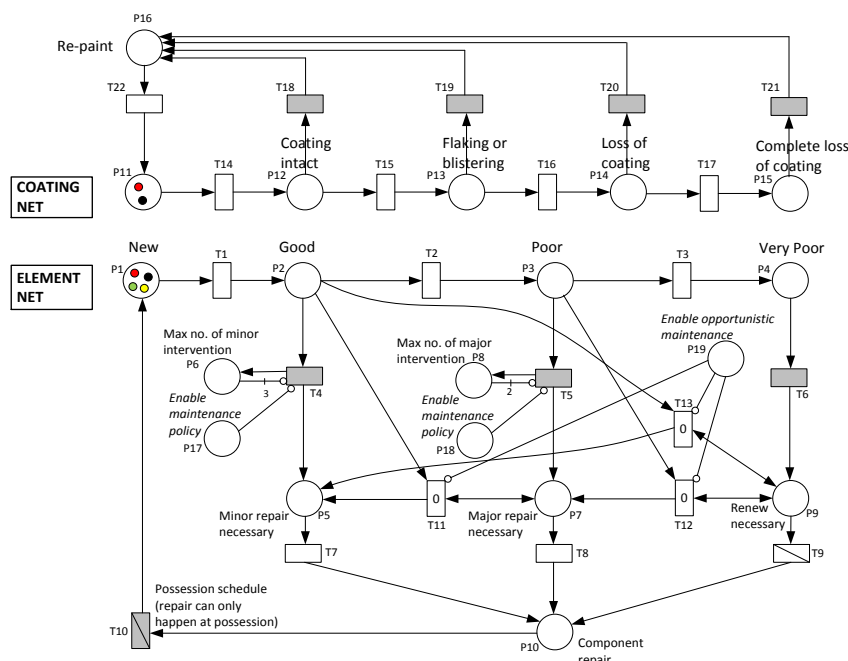 P16
Re-paint
T22
T18
T19
T20
T21
Coating
intact
Flaking or
blistering
Loss of
coating
Complete loss
of coating
P11
T14
P12
T15
P13
T16
P14
T17
P15
COATING
NET
New
Good
Poor
Very Poor
ELEMENT
NET
P1
T1
P2
T2
P3
T3
P4
Max no. of minor
intervention
P6
3
T4
Enable
maintenance
policy
P17
Max no. of major
intervention
P8
2
T5
Enable
maintenance
policy
P18
Enable opportunistic
maintenance
P19
T6
T13
0
P5
Minor repair
necessary
0
T11
Major repair
necessary
P7
0
T12
Renew
necessary
P9
T7
T8
T9
Possession schedule
(repair can only
happen at possession)
T10
P10
Component
repair